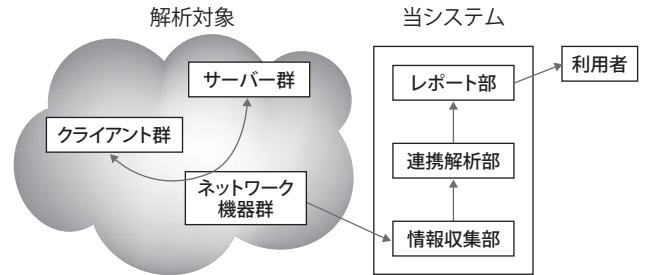 解析対象
当システム
サーバー群
クライアント群
ネットワーク
機器群
レポート部
連携解析部
情報収集部
利用者